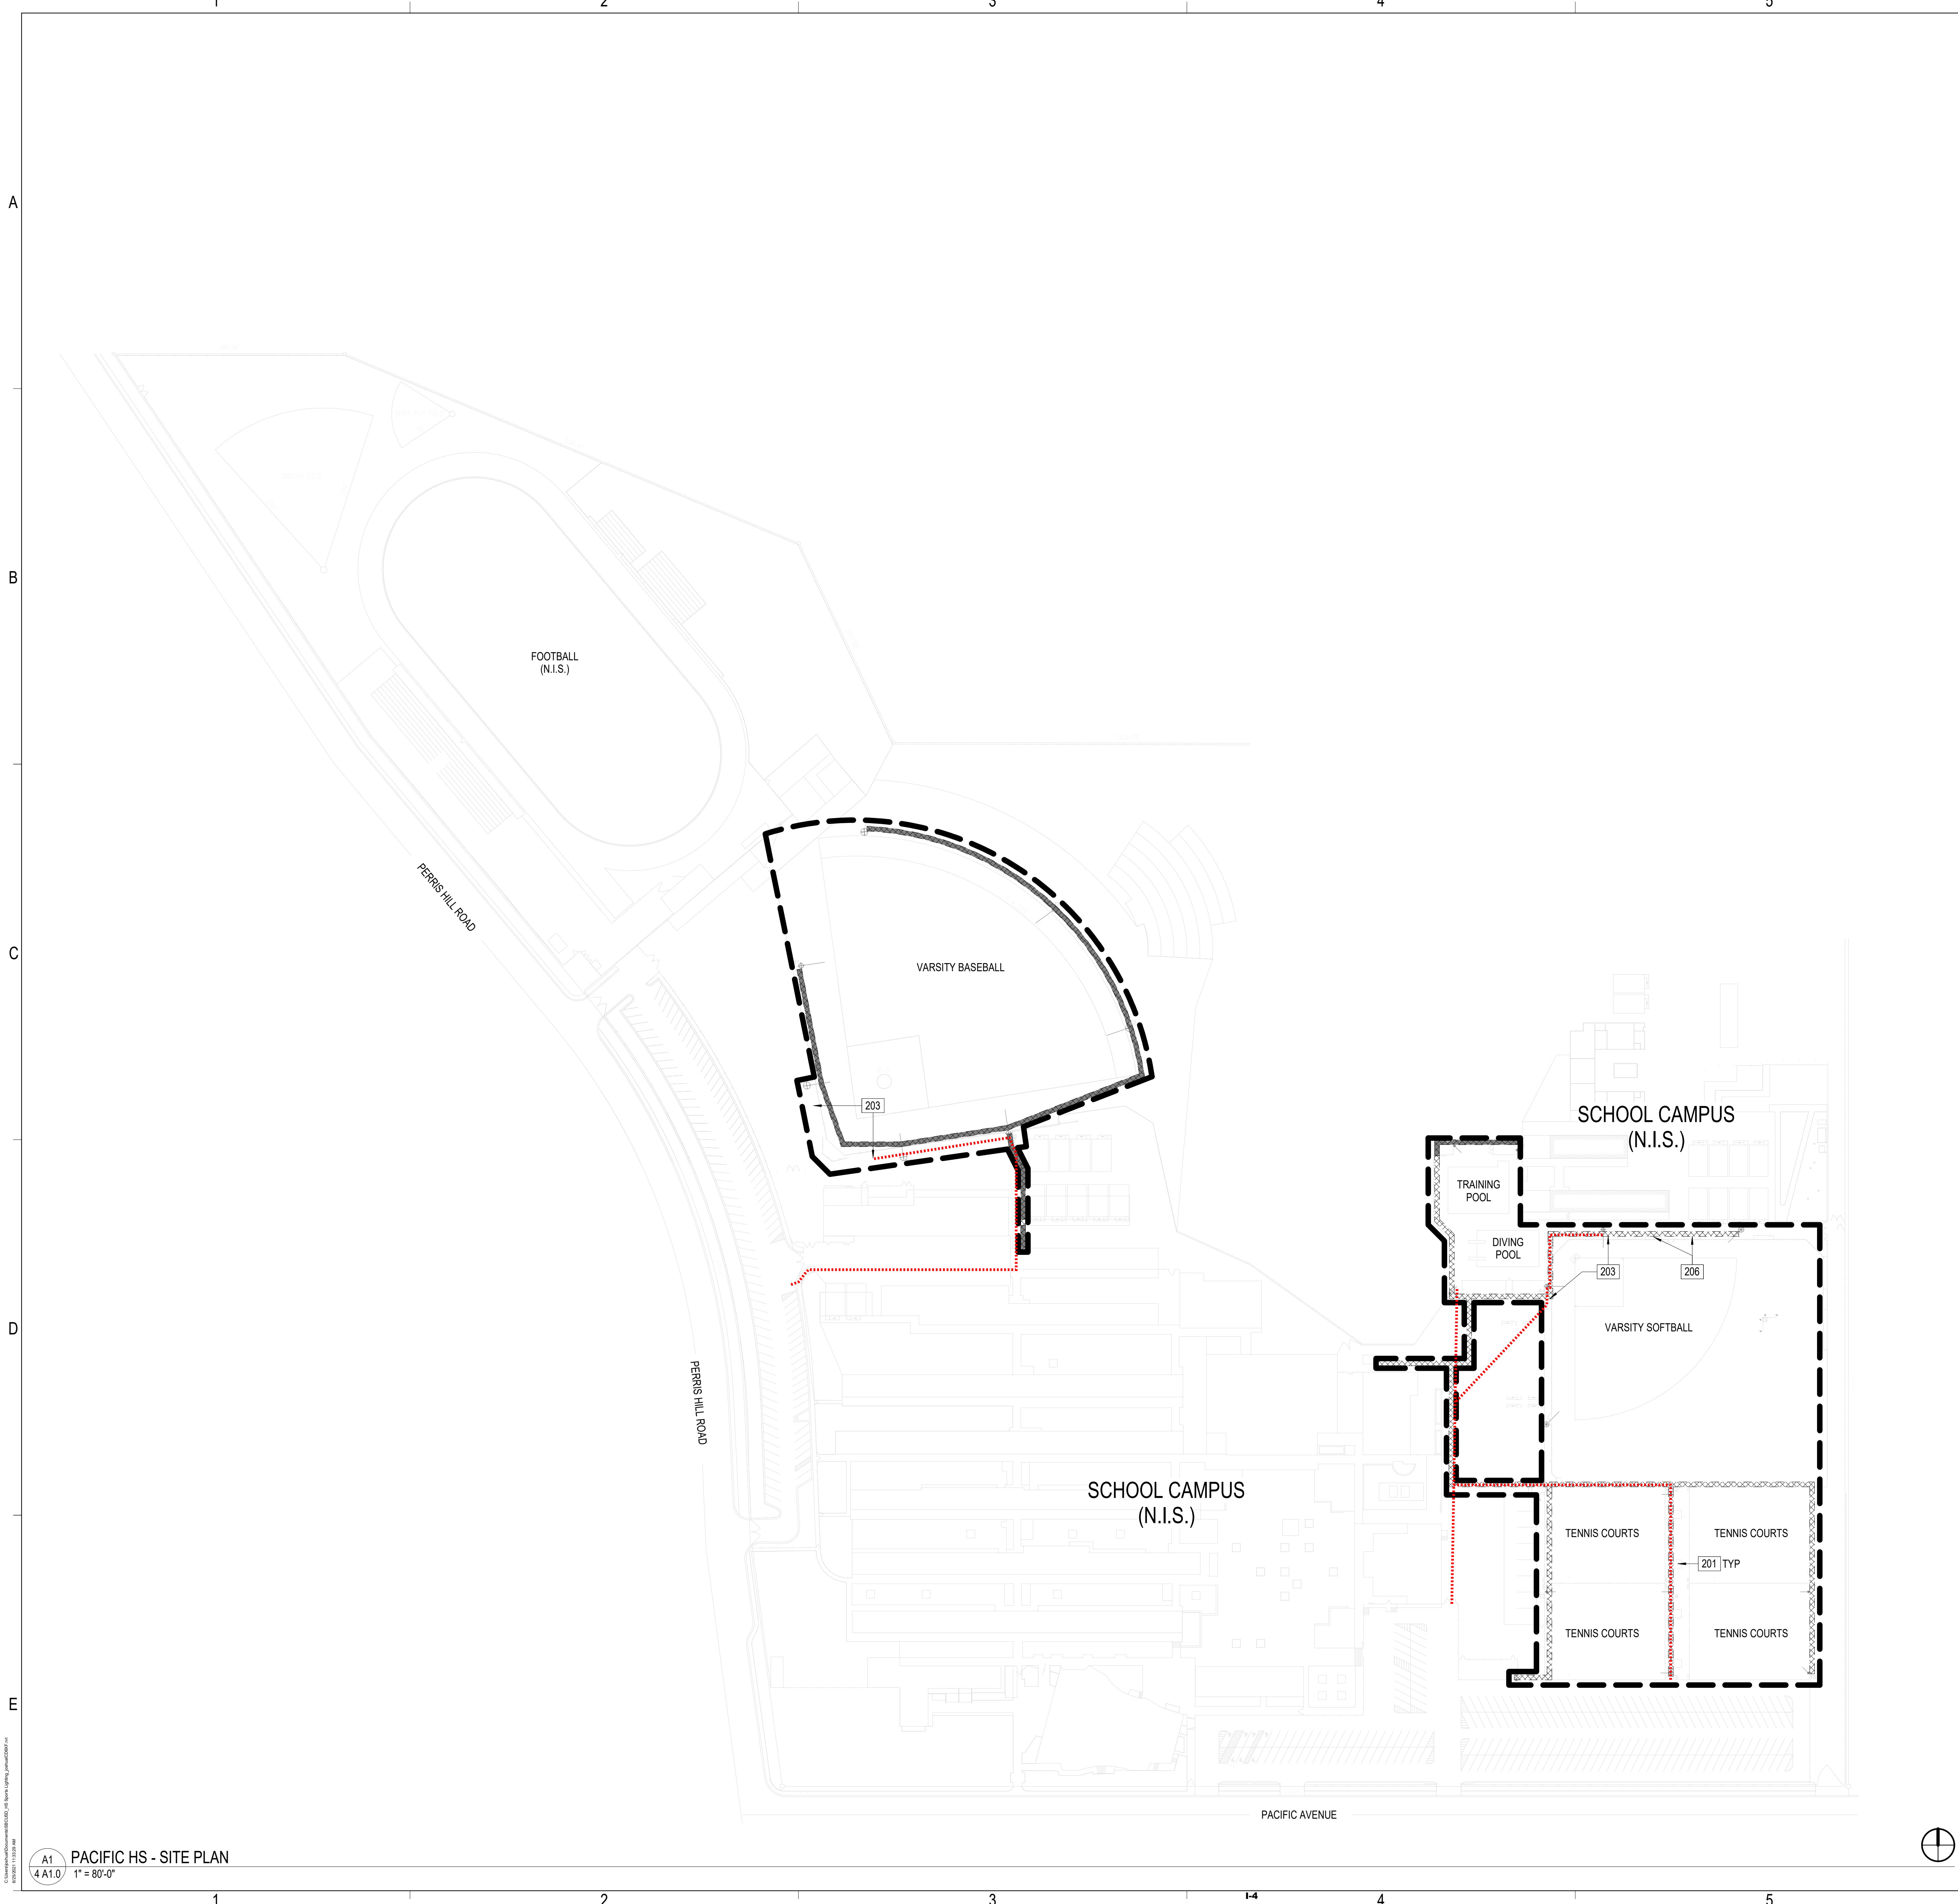 1 2 3 4 5
A
B
C
D
E
FOOTBALL
(N.I.S.)
PERRIS HILL ROAD
VARSITY BASEBALL
203
SCHOOL CAMPUS
(N.I.S.)
TRAINING
POOL
DIVING
POOL
203
206
VARSITY SOFTBALL
PERRIS HILL ROAD
SCHOOL CAMPUS
(N.I.S.)
TENNIS COURTS
TENNIS COURTS
201 TYP
TENNIS COURTS
TENNIS COURTS
PACIFIC AVENUE
A1
4 A1.0
PACIFIC HS - SITE PLAN
1" = 80'-0"
1 2 3 I-4 4 5